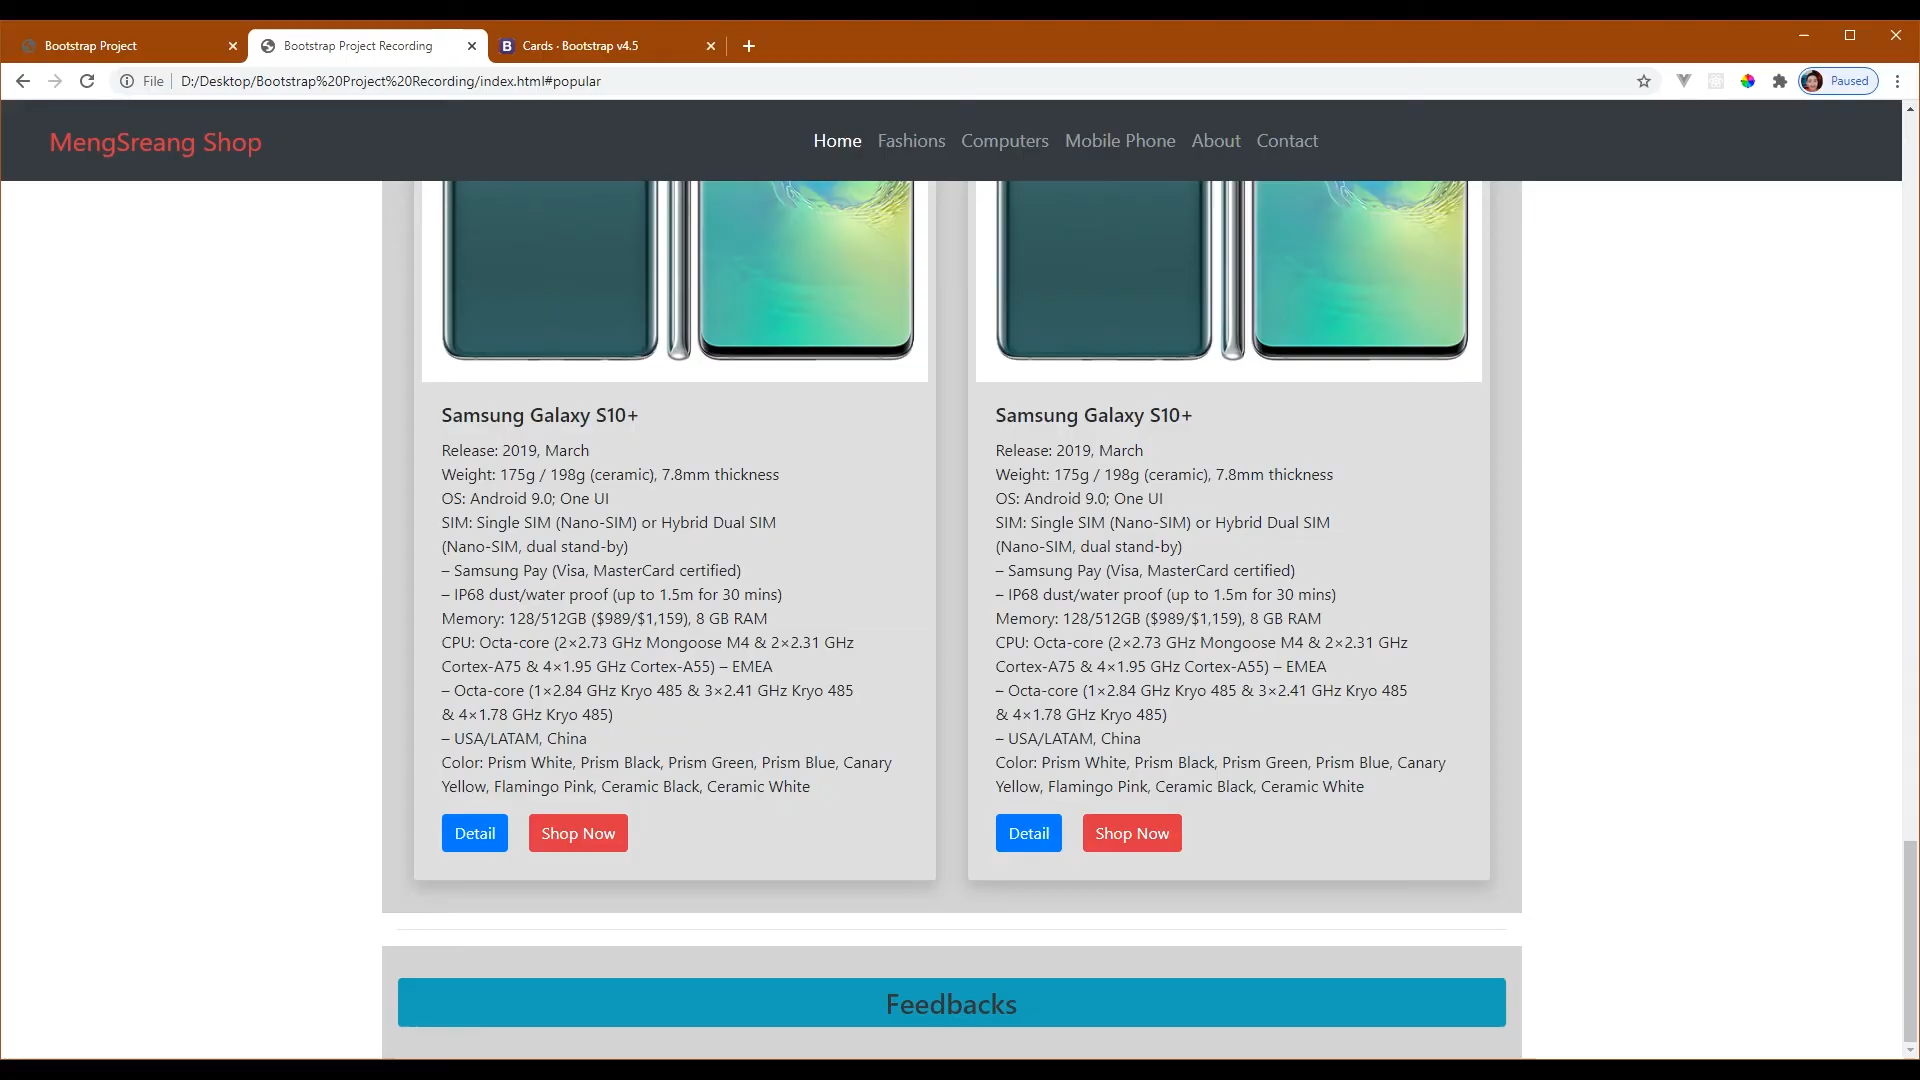 Bootstrap Project
Bootstrap Project Recording
Cards · Bootstrap v4.5
File
D:/Desktop/Bootstrap%20Project%20Recording/index.html#popular
Paused
MengSreang Shop
Home Fashions Computers Mobile Phone About Contact
Samsung Galaxy S10+
Release: 2019, March
Weight: 175g / 198g (ceramic), 7.8mm thickness
OS: Android 9.0; One UI
SIM: Single SIM (Nano-SIM) or Hybrid Dual SIM
(Nano-SIM, dual stand-by)
– Samsung Pay (Visa, MasterCard certified)
– IP68 dust/water proof (up to 1.5m for 30 mins)
Memory: 128/512GB ($989/$1,159), 8 GB RAM
CPU: Octa-core (2×2.73 GHz Mongoose M4 & 2×2.31 GHz
Cortex-A75 & 4×1.95 GHz Cortex-A55) – EMEA
– Octa-core (1×2.84 GHz Kryo 485 & 3×2.41 GHz Kryo 485
& 4×1.78 GHz Kryo 485)
– USA/LATAM, China
Color: Prism White, Prism Black, Prism Green, Prism Blue, Canary
Yellow, Flamingo Pink, Ceramic Black, Ceramic White
Detail Shop Now
Samsung Galaxy S10+
Release: 2019, March
Weight: 175g / 198g (ceramic), 7.8mm thickness
OS: Android 9.0; One UI
SIM: Single SIM (Nano-SIM) or Hybrid Dual SIM
(Nano-SIM, dual stand-by)
– Samsung Pay (Visa, MasterCard certified)
– IP68 dust/water proof (up to 1.5m for 30 mins)
Memory: 128/512GB ($989/$1,159), 8 GB RAM
CPU: Octa-core (2×2.73 GHz Mongoose M4 & 2×2.31 GHz
Cortex-A75 & 4×1.95 GHz Cortex-A55) – EMEA
– Octa-core (1×2.84 GHz Kryo 485 & 3×2.41 GHz Kryo 485
& 4×1.78 GHz Kryo 485)
– USA/LATAM, China
Color: Prism White, Prism Black, Prism Green, Prism Blue, Canary
Yellow, Flamingo Pink, Ceramic Black, Ceramic White
Detail Shop Now
Feedbacks